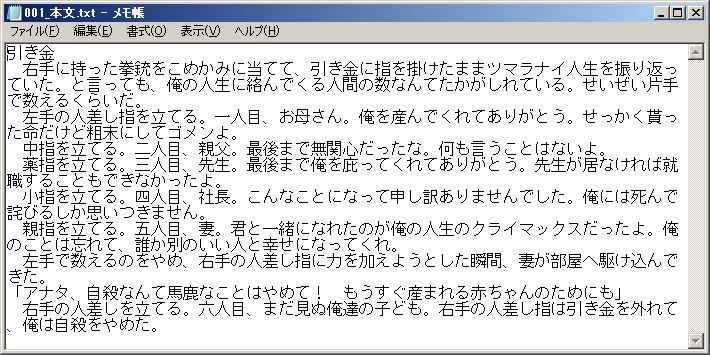 001_本文.txt - メモ帳
ファイル(F) 編集(E) 書式(O) 表示(V) ヘルプ(H)
引き金
　右手に持った拳銃をこめかみに当てて、引き金に指を掛けたままツマラナイ人生を振り返っ
ていた。と言っても、俺の人生に絡んでくる人間の数なんてたかがしれている。せいぜい片手
で数えるくらいだ。
　左手の人差し指を立てる。一人目、お母さん。俺を産んでくれてありがとう。せっかく貰っ
た命だけど粗末にしてゴメンよ。
　中指を立てる。二人目、親父。最後まで無関心だったな。何も言うことはないよ。
　薬指を立てる。三人目、先生。最後まで俺を庇ってくれてありがとう。先生が居なければ就
職することもできなかったよ。
　小指を立てる。四人目、社長。こんなことになって申し訳ありませんでした。俺には死んで
詫びるしか思いつきません。
　親指を立てる。五人目、妻。君と一緒になれたのが俺の人生のクライマックスだったよ。俺
のことは忘れて、誰か別のいい人と幸せになってくれ。
　左手で数えるのをやめ、右手の人差し指に力を加えようとした瞬間、妻が部屋へ駆け込んで
きた。
「アナタ、自殺なんて馬鹿なことはやめて！　もうすぐ産まれる赤ちゃんのためにも」
　右手の人差しを立てる。六人目、まだ見ぬ俺達の子ども。右手の人差し指は引き金を外れて
、俺は自殺をやめた。